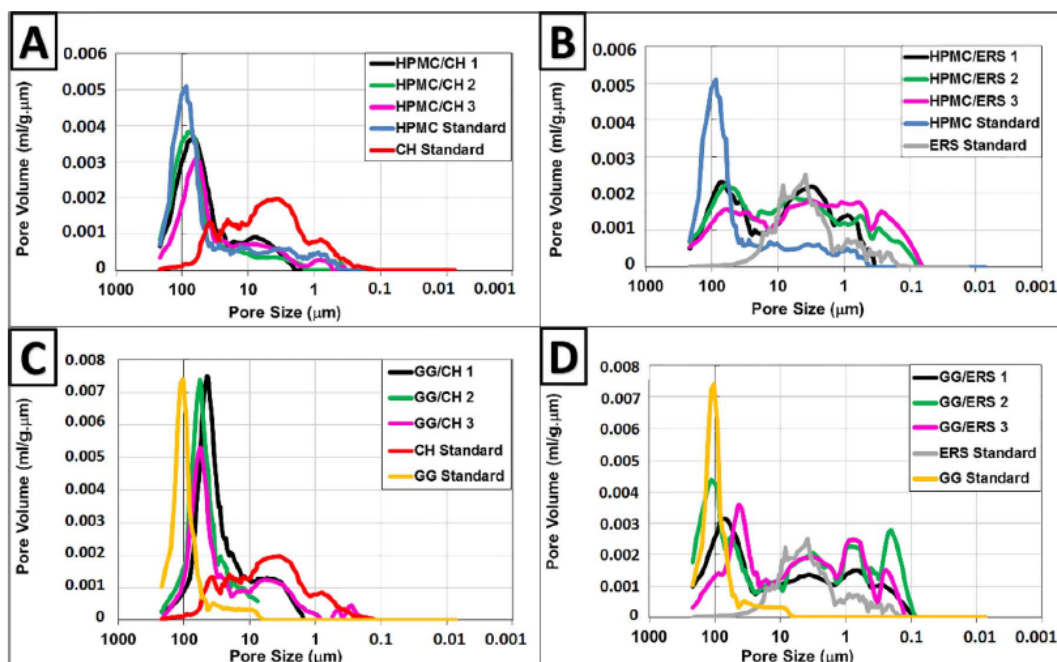 A
0.006
0.005
0.004
0.003
0.002
0.001
0
Pore Volume (ml/g.µm)
HPMC/CH 1
HPMC/CH 2
HPMC/CH 3
HPMC Standard
CH Standard
1000 100 10 1 0.1 0.01 0.001
Pore Size (µm)
B
0.006
0.005
0.004
0.003
0.002
0.001
0
Pore Volume (ml/g.µm)
HPMC/ERS 1
HPMC/ERS 2
HPMC/ERS 3
HPMC Standard
ERS Standard
1000 100 10 1 0.1 0.01 0.001
Pore Size (µm)
C
0.008
0.007
0.006
0.005
0.004
0.003
0.002
0.001
0
Pore Volume (ml/g.µm)
GG/CH 1
GG/CH 2
GG/CH 3
CH Standard
GG Standard
1000 100 10 1 0.1 0.01 0.001
Pore Size (µm)
D
0.008
0.007
0.006
0.005
0.004
0.003
0.002
0.001
0
Pore Volume (ml/g.µm)
GG/ERS 1
GG/ERS 2
GG/ERS 3
ERS Standard
GG Standard
1000 100 10 1 0.1 0.01 0.001
Pore Size (µm)